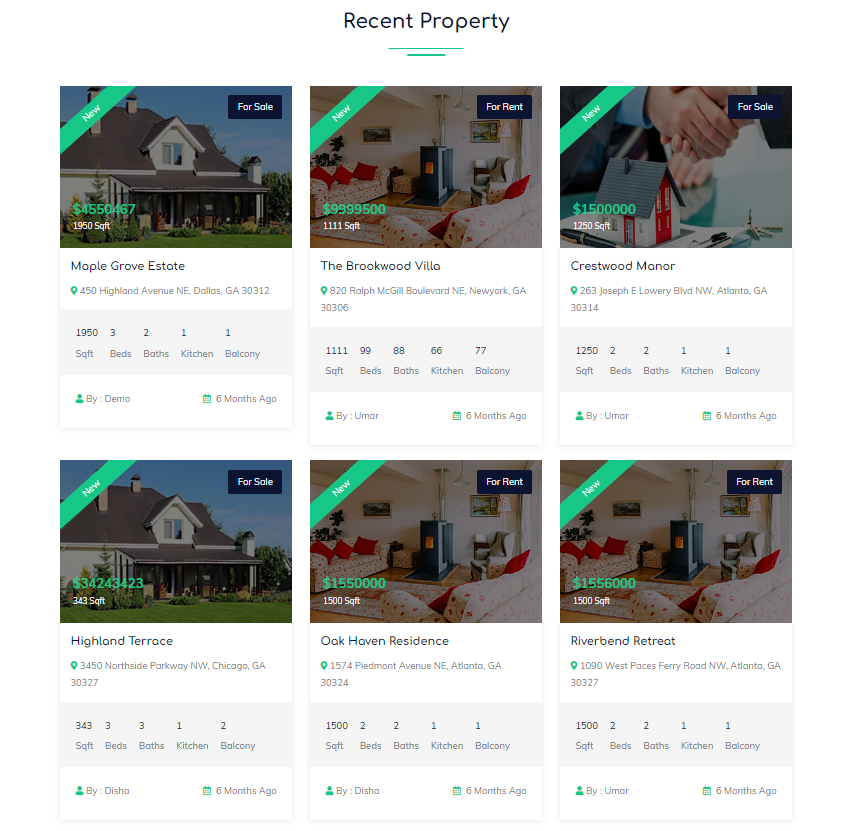 Recent Property
New
For Sale
$4550467
1950 Sqft
Maple Grove Estate
450 Highland Avenue NE, Dallas, GA 30312
1950 3 2 1 1
Sqft Beds Baths Kitchen Balcony
By : Demo 6 Months Ago
New
For Rent
$9999500
1111 Sqft
The Brookwood Villa
820 Ralph McGill Boulevard NE, Newyork, GA
30306
1111 99 88 66 77
Sqft Beds Baths Kitchen Balcony
By : Umar 6 Months Ago
New
For Sale
$1500000
1250 Sqft
Crestwood Manor
263 Joseph E Lowery Blvd NW, Atlanta, GA
30314
1250 2 2 1 1
Sqft Beds Baths Kitchen Balcony
By : Umar 6 Months Ago
New
For Sale
$34243423
343 Sqft
Highland Terrace
3450 Northside Parkway NW, Chicago, GA
30327
343 3 3 1 2
Sqft Beds Baths Kitchen Balcony
By : Disha 6 Months Ago
New
For Rent
$1550000
1500 Sqft
Oak Haven Residence
1574 Piedmont Avenue NE, Atlanta, GA
30324
1500 2 2 1 1
Sqft Beds Baths Kitchen Balcony
By : Disha 6 Months Ago
New
For Rent
$1556000
1500 Sqft
Riverbend Retreat
1090 West Paces Ferry Road NW, Atlanta, GA
30327
1500 2 2 1 1
Sqft Beds Baths Kitchen Balcony
By : Umar 6 Months Ago